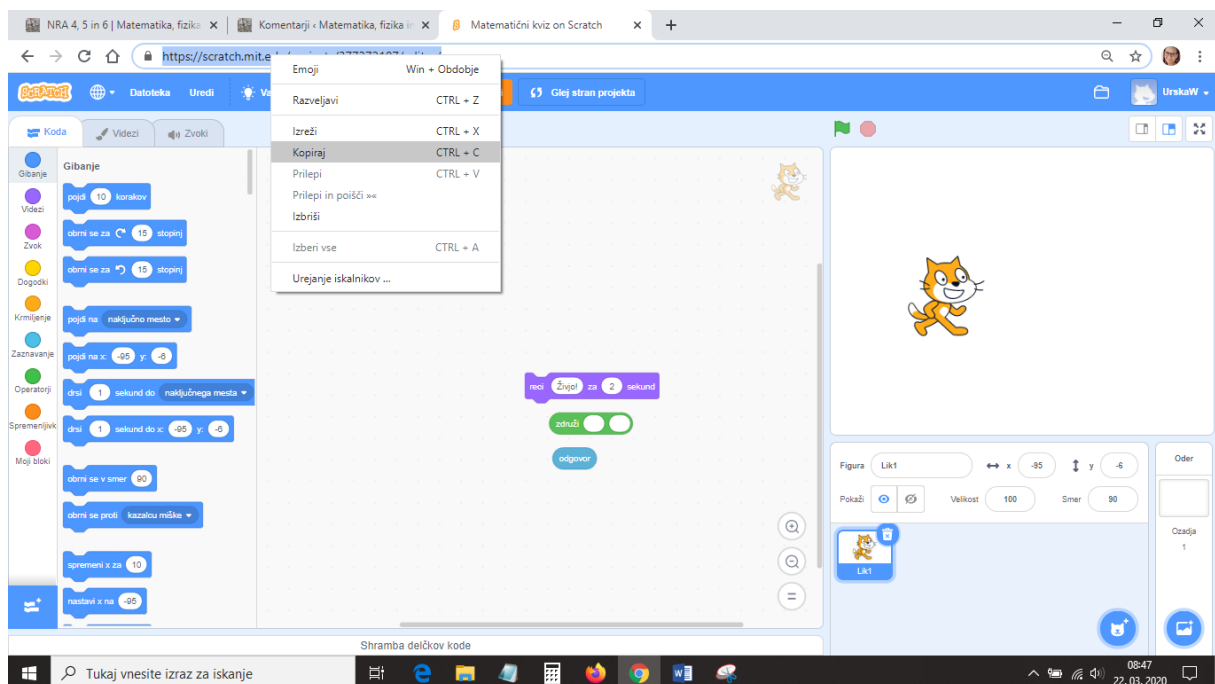 NRA 4, 5 in 6 | Matematika, fizika
Komentarji ‹ Matematika, fizika in
Matematični kviz on Scratch
https://scratch.mit.e
SCRATCH
Datoteka
Uredi
Glej stran projekta
UrskaW
Emoji Win + Obdobje
Razveljavi CTRL + Z
Izreži CTRL + X
Kopiraj CTRL + C
Prilepi CTRL + V
Prilepi in poišči »«
Izbriši
Izberi vse CTRL + A
Urejanje iskalnikov ...
Koda
Videzi
Zvoki
Gibanje
Videzi
Zvok
Dogodki
Krmiljenje
Zaznavanje
Operatorji
Spremenljivk
Moji bloki
Gibanje
pojdi 10 korakov
obrni se za 15 stopinj
obrni se za 15 stopinj
pojdi na naključno mesto
pojdi na x: -95 y: -6
drsi 1 sekund do naključnega mesta
drsi 1 sekund do x: -95 y: -6
obrni se v smer 90
obrni se proti kazalcu miške
spremeni x za 10
nastavi x na -95
reci Živjo! za 2 sekund
združi
odgovor
Shramba delčkov kode
Figura Lik1 x -95 y -6
Pokaži Velikost 100 Smer 90
Lik1
Oder
Ozadja
1
Tukaj vnesite izraz za iskanje
08:47
22. 03. 2020